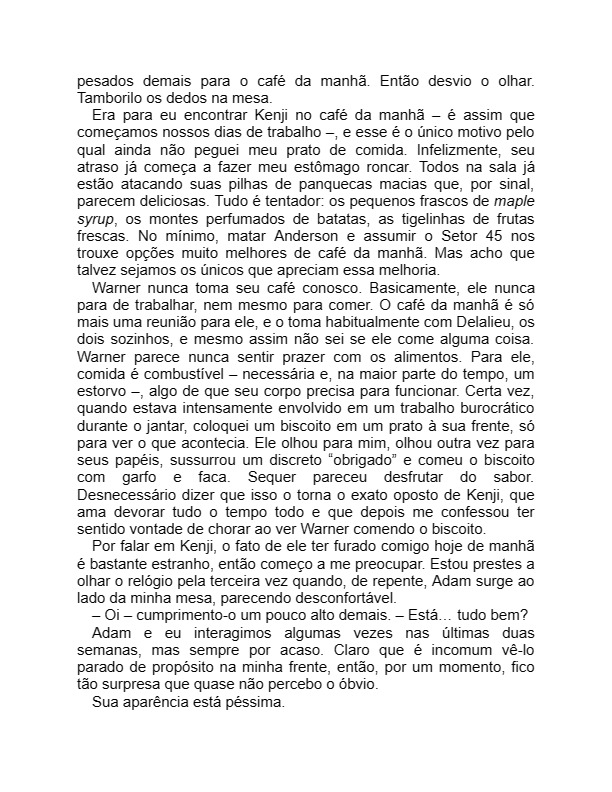 pesados demais para o café da manhã. Então desvio o olhar.
Tamborilo os dedos na mesa.
Era para eu encontrar Kenji no café da manhã – é assim que
começamos nossos dias de trabalho –, e esse é o único motivo pelo
qual ainda não peguei meu prato de comida. Infelizmente, seu
atraso já começa a fazer meu estômago roncar. Todos na sala já
estão atacando suas pilhas de panquecas macias que, por sinal,
parecem deliciosas. Tudo é tentador: os pequenos frascos de maple
syrup, os montes perfumados de batatas, as tigelinhas de frutas
frescas. No mínimo, matar Anderson e assumir o Setor 45 nos
trouxe opções muito melhores de café da manhã. Mas acho que
talvez sejamos os únicos que apreciam essa melhoria.
Warner nunca toma seu café conosco. Basicamente, ele nunca
para de trabalhar, nem mesmo para comer. O café da manhã é só
mais uma reunião para ele, e o toma habitualmente com Delalieu, os
dois sozinhos, e mesmo assim não sei se ele come alguma coisa.
Warner parece nunca sentir prazer com os alimentos. Para ele,
comida é combustível – necessária e, na maior parte do tempo, um
estorvo –, algo de que seu corpo precisa para funcionar. Certa vez,
quando estava intensamente envolvido em um trabalho burocrático
durante o jantar, coloquei um biscoito em um prato à sua frente, só
para ver o que acontecia. Ele olhou para mim, olhou outra vez para
seus papéis, sussurrou um discreto “obrigado” e comeu o biscoito
com garfo e faca. Sequer pareceu desfrutar do sabor.
Desnecessário dizer que isso o torna o exato oposto de Kenji, que
ama devorar tudo o tempo todo e que depois me confessou ter
sentido vontade de chorar ao ver Warner comendo o biscoito.
Por falar em Kenji, o fato de ele ter furado comigo hoje de manhã
é bastante estranho, então começo a me preocupar. Estou prestes a
olhar o relógio pela terceira vez quando, de repente, Adam surge ao
lado da minha mesa, parecendo desconfortável.
– Oi – cumprimento-o um pouco alto demais. – Está… tudo bem?
Adam e eu interagimos algumas vezes nas últimas duas
semanas, mas sempre por acaso. Claro que é incomum vê-lo
parado de propósito na minha frente, então, por um momento, fico
tão surpresa que quase não percebo o óbvio.
Sua aparência está péssima.